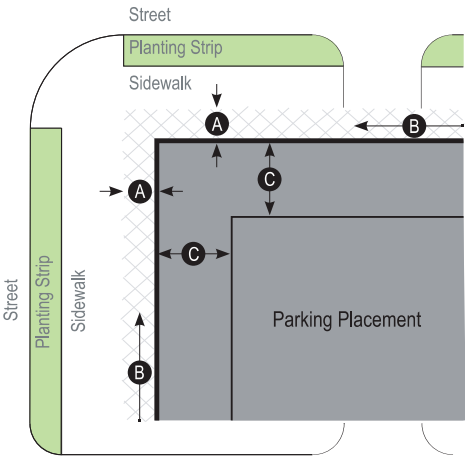 Street
Planting Strip
Sidewalk
A
B
C
A
C
Parking Placement
B
Street
Planting Strip
Sidewalk